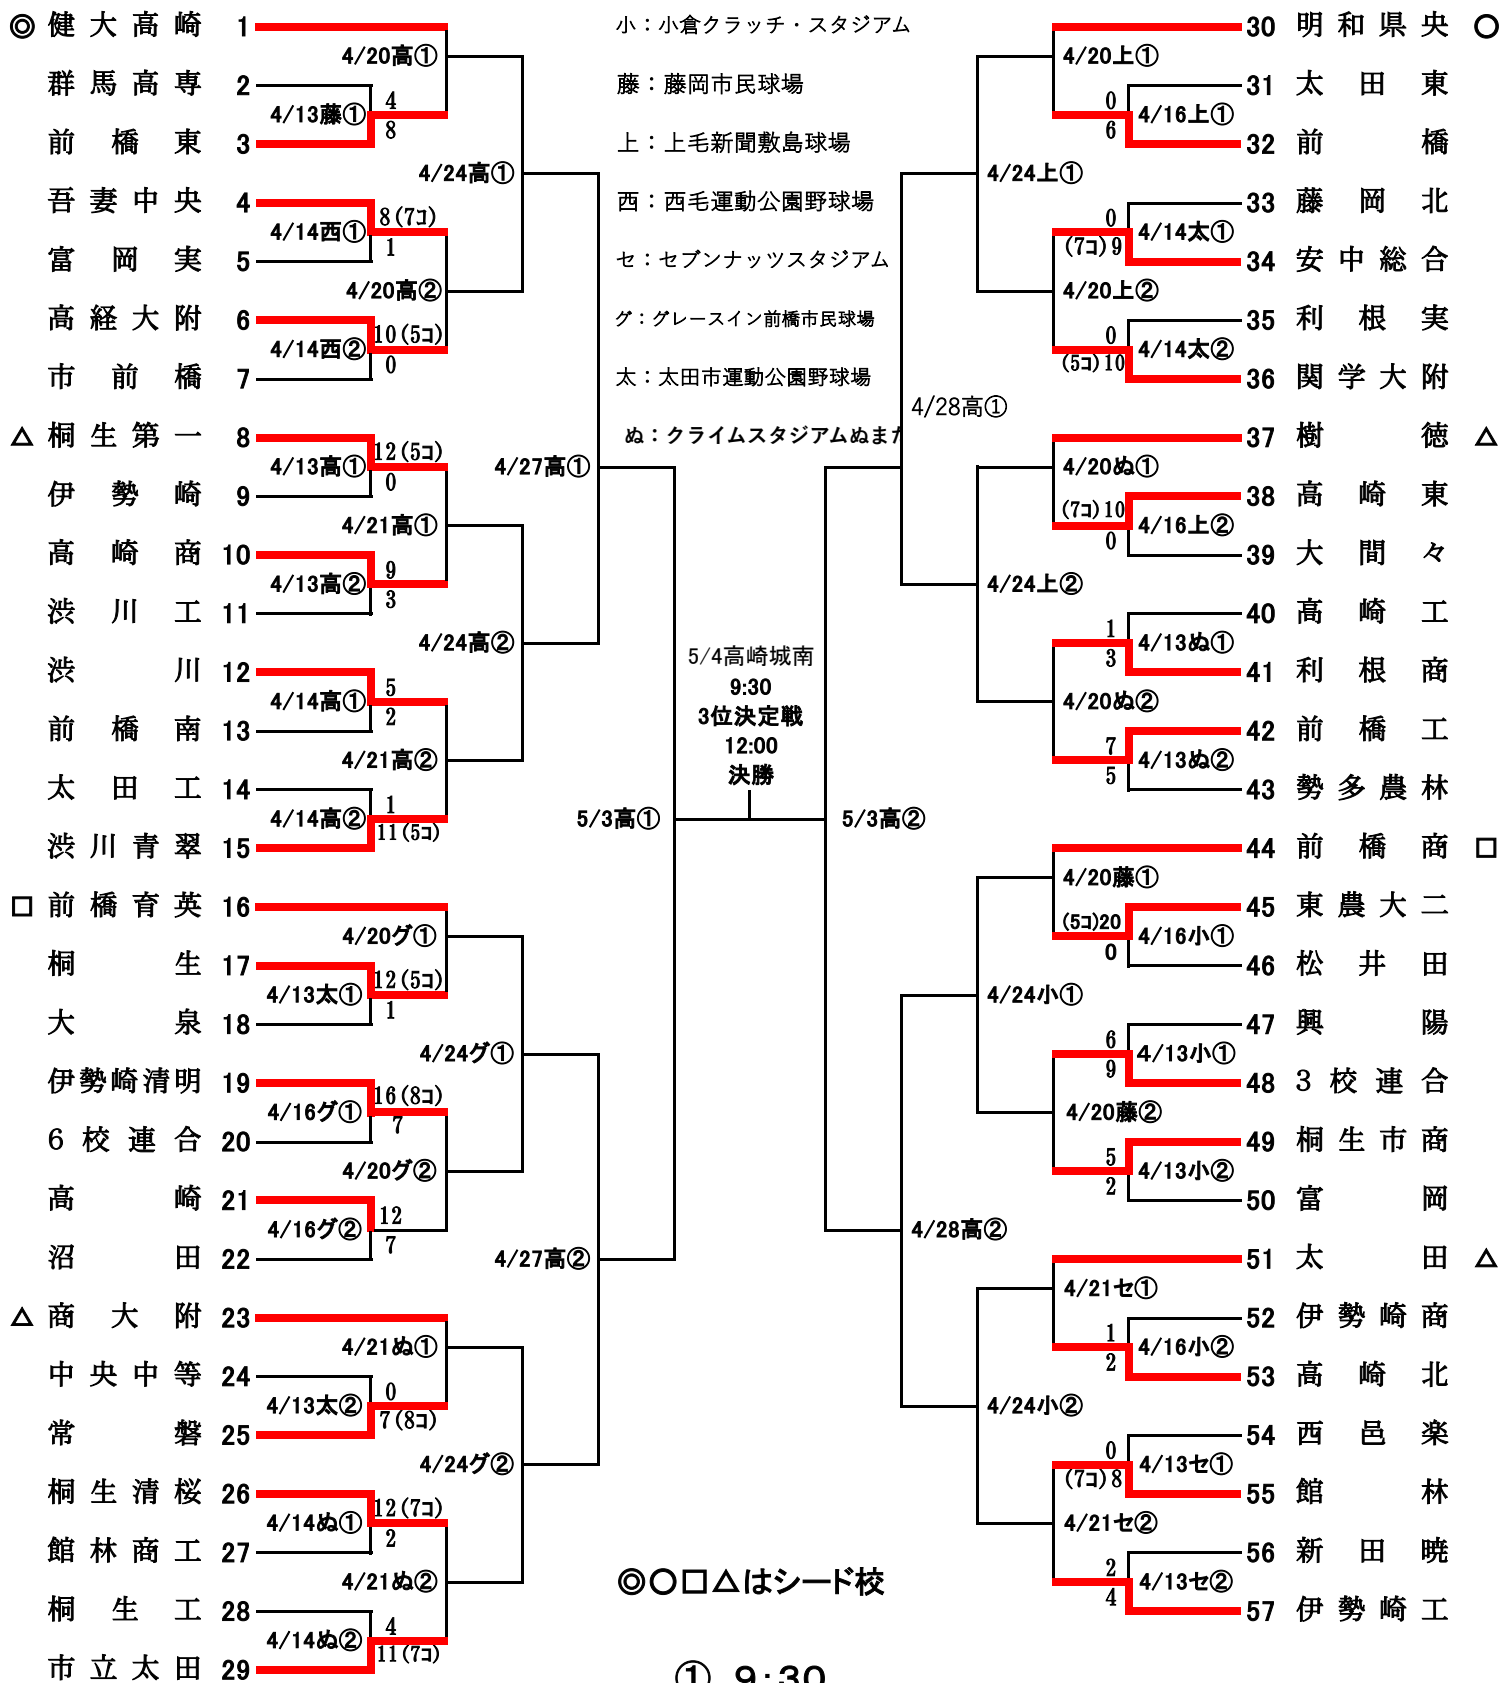 ◎ 健大高崎 1
4/20高①
群馬高専 2
4/13藤① 4 8
前橋東 3
4/24高①
吾妻中央 4
4/14西① 8(7コ) 1
富岡実 5
4/20高②
高経大附 6
4/14西② 10(5コ) 0
市前橋 7
△ 桐生第一 8
4/13高① 12(5コ) 0
4/27高①
伊勢崎 9
4/21高①
高崎商 10
4/13高② 9 3
渋川工 11
4/24高②
渋川 12
4/14高① 5 2
前橋南 13
4/21高②
太田工 14
4/14高② 1 11(5コ)
渋川青翠 15
5/3高①
□ 前橋育英 16
4/20グ①
桐生 17
4/13太① 12(5コ) 1
大泉 18
4/24グ①
伊勢崎清明 19
4/16グ① 16(8コ) 7
6校連合 20
4/20グ②
高崎 21
4/16グ② 12 7
沼田 22
4/27高②
△ 商大附 23
4/21ぬ①
中央中等 24
4/13太② 0 7(8コ)
常磐 25
4/24グ②
桐生清桜 26
4/14ぬ① 12(7コ) 2
館林商工 27
4/21ぬ②
桐生工 28
4/14ぬ② 4 11(7コ)
市立太田 29
小：小倉クラッチ・スタジアム
藤：藤岡市民球場
上：上毛新聞敷島球場
西：西毛運動公園野球場
セ：セブンナッツスタジアム
グ：グレースイン前橋市民球場
太：太田市運動公園野球場
ぬ：クライムスタジアムぬまた
5/4高崎城南
9:30
3位決定戦
12:00
決勝
◎○□△はシード校
① 9:30
30 明和県央 ○
4/20上①
31 太田東
0 6 4/16上①
32 前橋
4/24上①
33 藤岡北
0 (7コ)9 4/14太①
34 安中総合
4/20上②
35 利根実
0 (5コ)10 4/14太②
36 関学大附
4/28高①
37 樹徳 △
4/20ぬ①
38 高崎東
(7コ)10 0 4/16上②
39 大間々
4/24上②
40 高崎工
1 3 4/13ぬ①
41 利根商
4/20ぬ②
42 前橋工
7 5 4/13ぬ②
43 勢多農林
5/3高②
44 前橋商 □
4/20藤①
45 東農大二
(5コ)20 0 4/16小①
46 松井田
4/24小①
47 興陽
6 9 4/13小①
48 3校連合
4/20藤②
49 桐生市商
5 2 4/13小②
50 富岡
4/28高②
51 太田 △
4/21セ①
52 伊勢崎商
1 2 4/16小②
53 高崎北
4/24小②
54 西邑楽
0 (7コ)8 4/13セ①
55 館林
4/21セ②
56 新田暁
2 4 4/13セ②
57 伊勢崎工